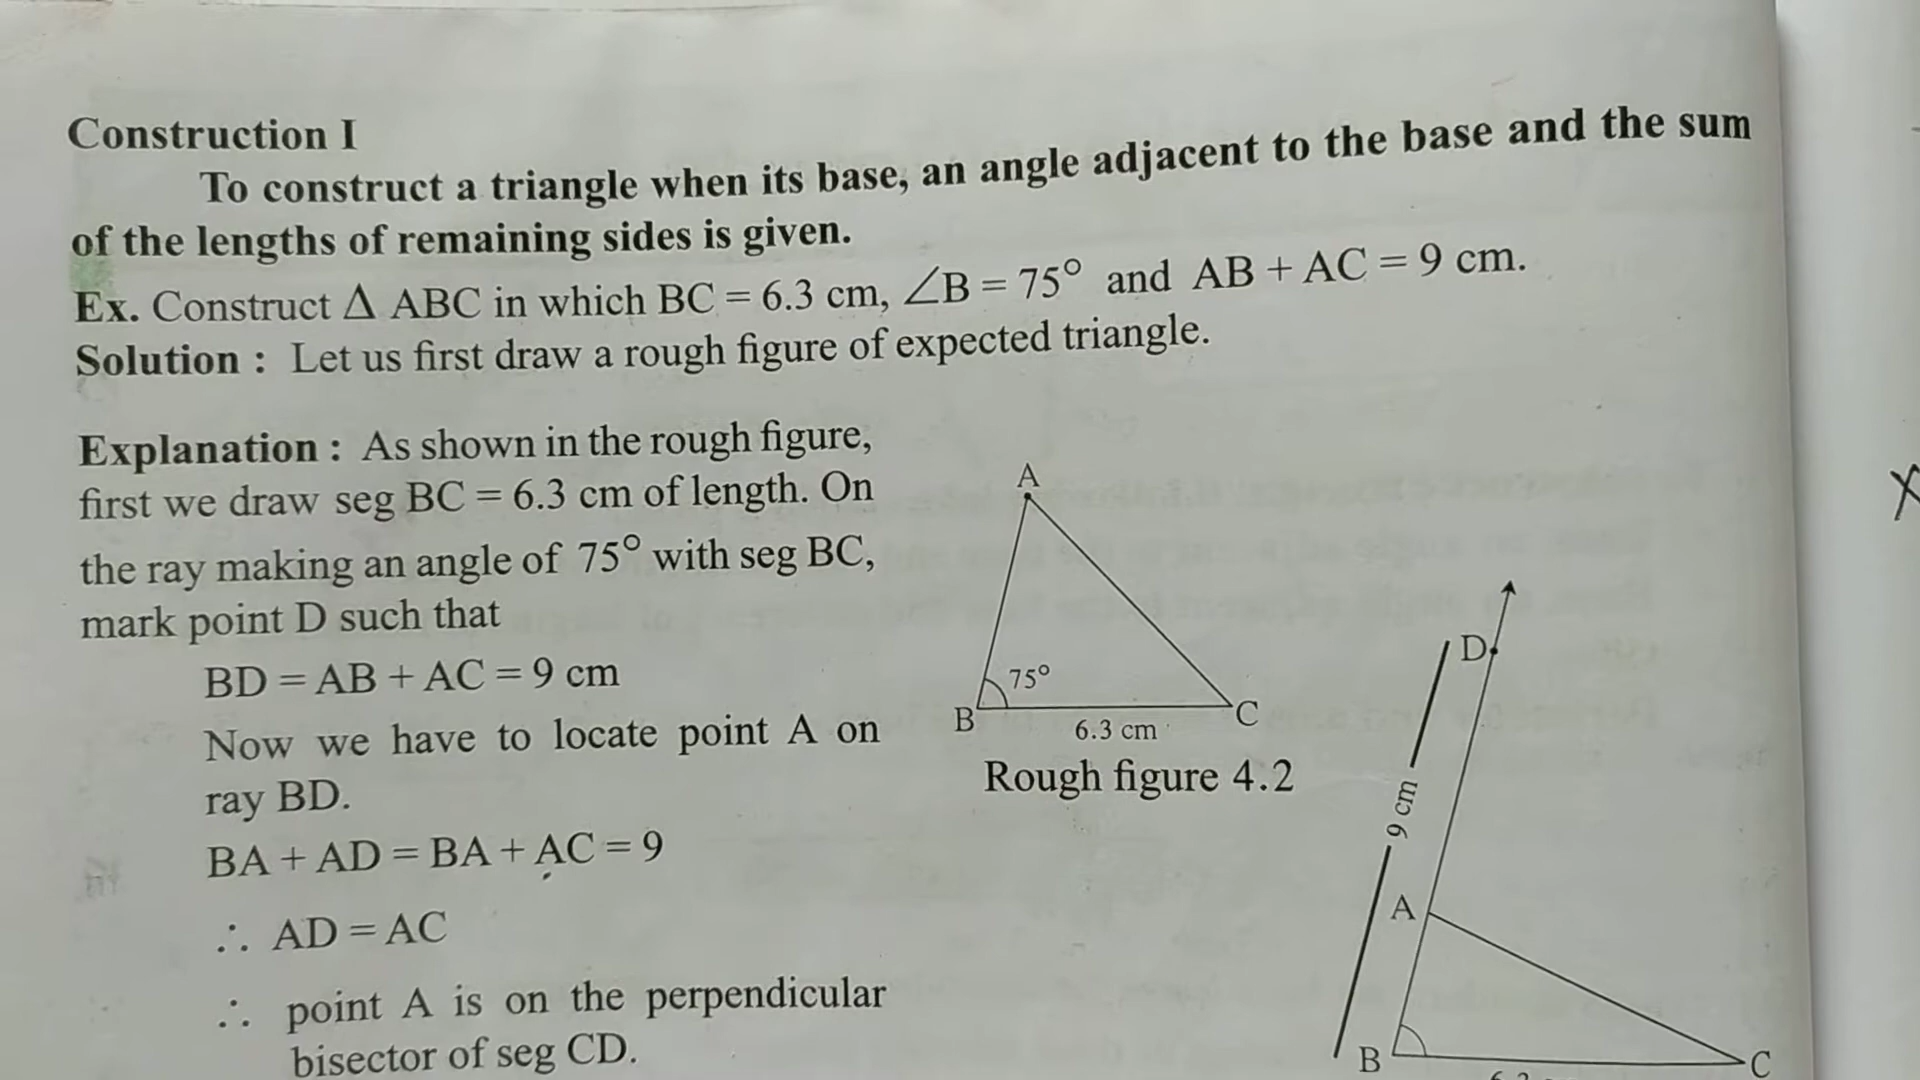 Construction I
To construct a triangle when its base, an angle adjacent to the base and the sum
of the lengths of remaining sides is given.
Ex. Construct Δ ABC in which BC = 6.3 cm, ∠B = 75° and AB + AC = 9 cm.
Solution : Let us first draw a rough figure of expected triangle.
Explanation : As shown in the rough figure,
first we draw seg BC = 6.3 cm of length. On
the ray making an angle of 75° with seg BC,
mark point D such that
BD = AB + AC = 9 cm
Now we have to locate point A on
ray BD.
BA + AD = BA + AC = 9
∴ AD = AC
∴ point A is on the perpendicular
bisector of seg CD.
A
75°
B
C
6.3 cm
Rough figure 4.2
D
9 cm
A
B
C